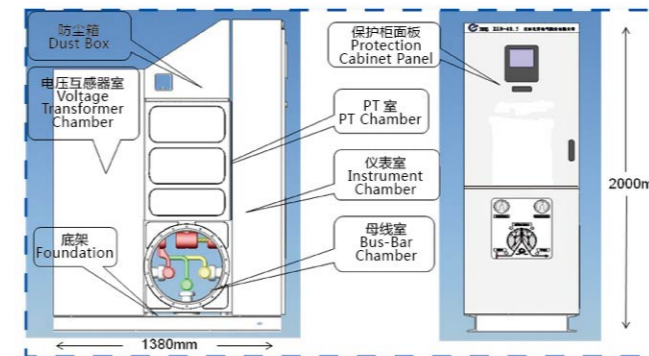 防尘箱
Dust Box
电压互感器室
Voltage
Transformer
Chamber
底架
Foundation
1380mm
保护柜面板
Protection
Cabinet Panel
PT 室
PT Chamber
仪表室
Instrument
Chamber
母线室
Bus-Bar
Chamber
2000m